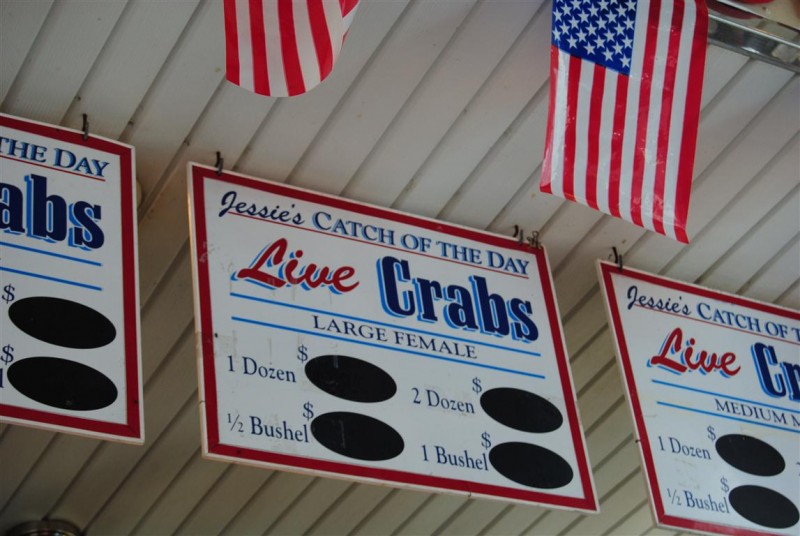 THE DAY
abs
$
$
Jessie's CATCH OF THE DAY
Live Crabs
LARGE FEMALE
1 Dozen $ 2 Dozen $
½ Bushel $ 1 Bushel $
Jessie's CATCH OF T
Live C
MEDIUM M
1 Dozen $
½ Bushel $